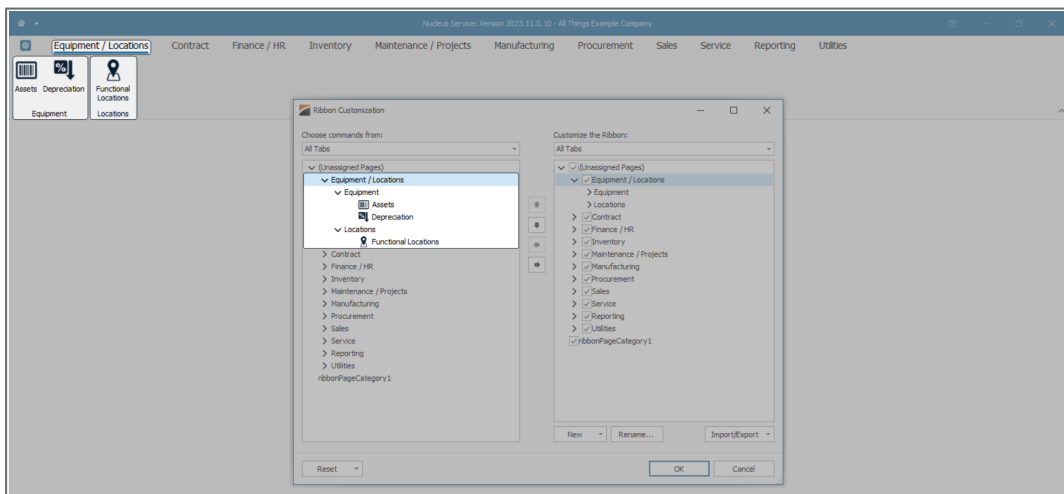 Nucleus Service: Version 2023.11.0.10 - All Things Example Company
Equipment / Locations Contract Finance / HR Inventory Maintenance / Projects Manufacturing Procurement Sales Service Reporting Utilities
Assets Depreciation Functional Locations
Equipment Locations
Ribbon Customization
Choose commands from:
All Tabs
(Unassigned Pages)
Equipment / Locations
Equipment
Assets
Depreciation
Locations
Functional Locations
Contract
Finance / HR
Inventory
Maintenance / Projects
Manufacturing
Procurement
Sales
Service
Reporting
Utilities
ribbonPageCategory1
Customize the Ribbon:
All Tabs
(Unassigned Pages)
Equipment / Locations
Equipment
Locations
Contract
Finance / HR
Inventory
Maintenance / Projects
Manufacturing
Procurement
Sales
Service
Reporting
Utilities
ribbonPageCategory1
New Rename... Import/Export
Reset OK Cancel